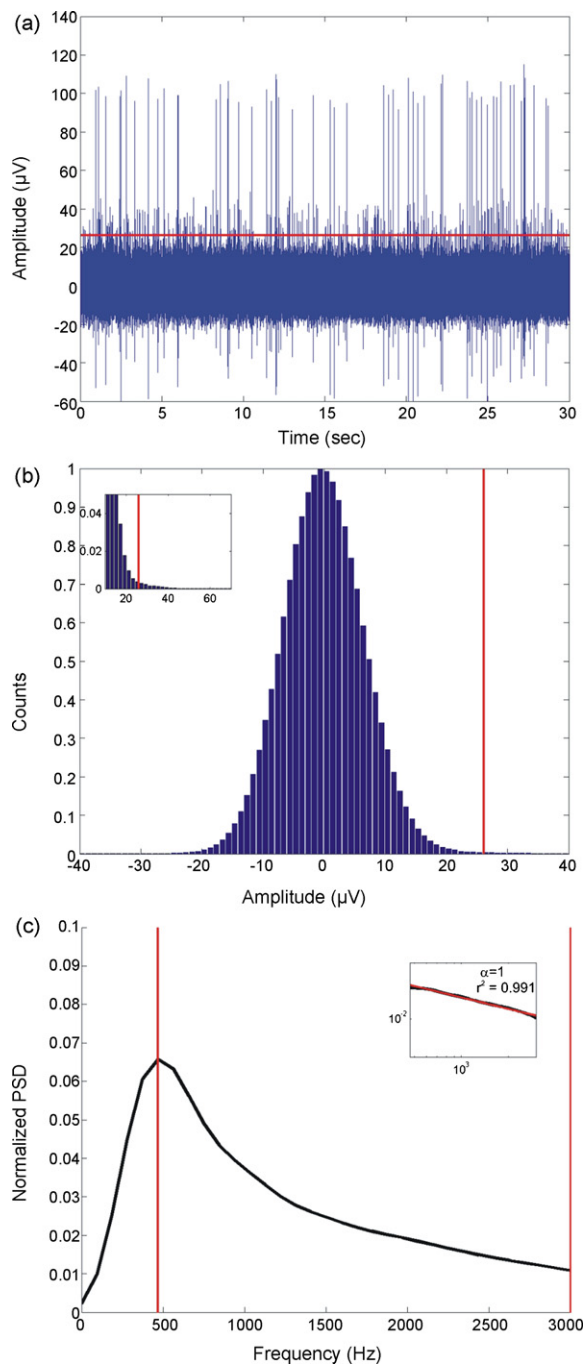 (a)
140
120
100
80
60
40
20
0
-20
-40
-60
Amplitude (µV)
0 5 10 15 20 25 30
Time (sec)
(b)
1
0.9
0.8
0.7
0.6
0.5
0.4
0.3
0.2
0.1
0
Counts
0.04
0.02
0
20 40 60
-40 -30 -20 -10 0 10 20 30 40
Amplitude (µV)
(c)
0.1
0.09
0.08
0.07
0.06
0.05
0.04
0.03
0.02
0.01
0
Normalized PSD
α=1
r² = 0.991
10⁻²
10³
0 500 1000 1500 2000 2500 3000
Frequency (Hz)